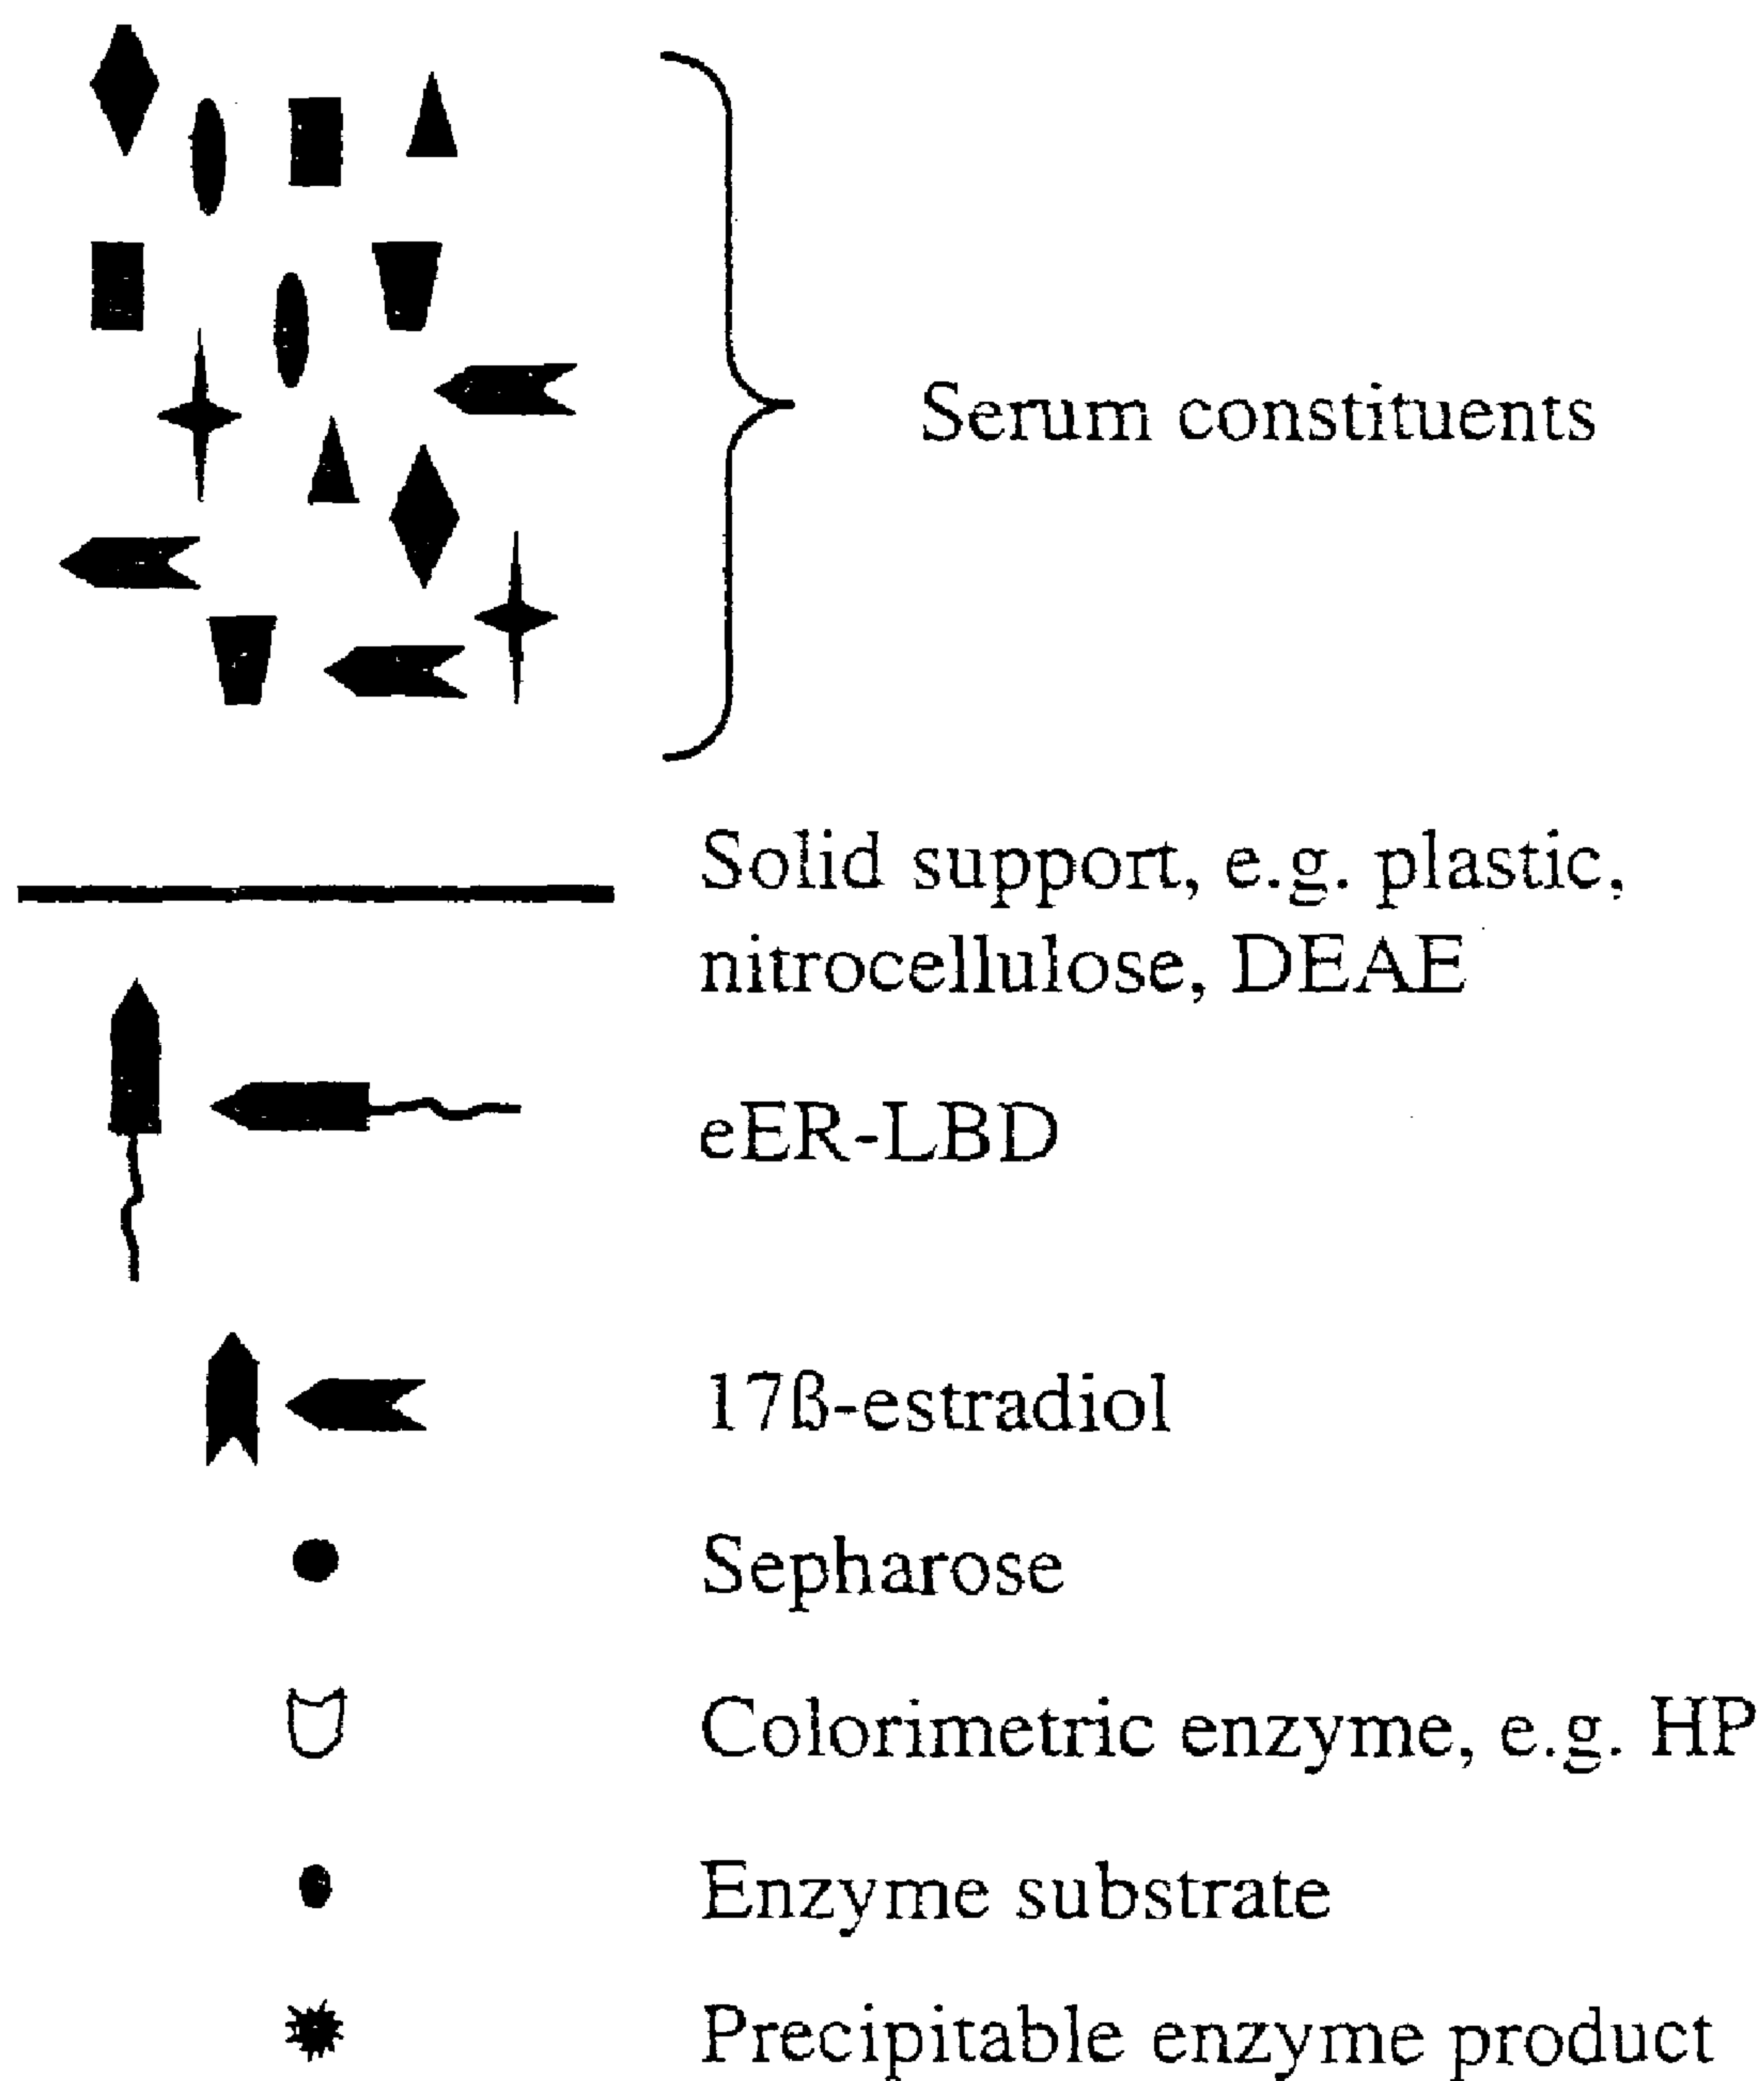 Serum constituents
Solid support, e.g. plastic,
nitrocellulose, DEAE
eER-LBD
17ß-estradiol
Sepharose
Colorimetric enzyme, e.g. HP
Enzyme substrate
Precipitable enzyme product